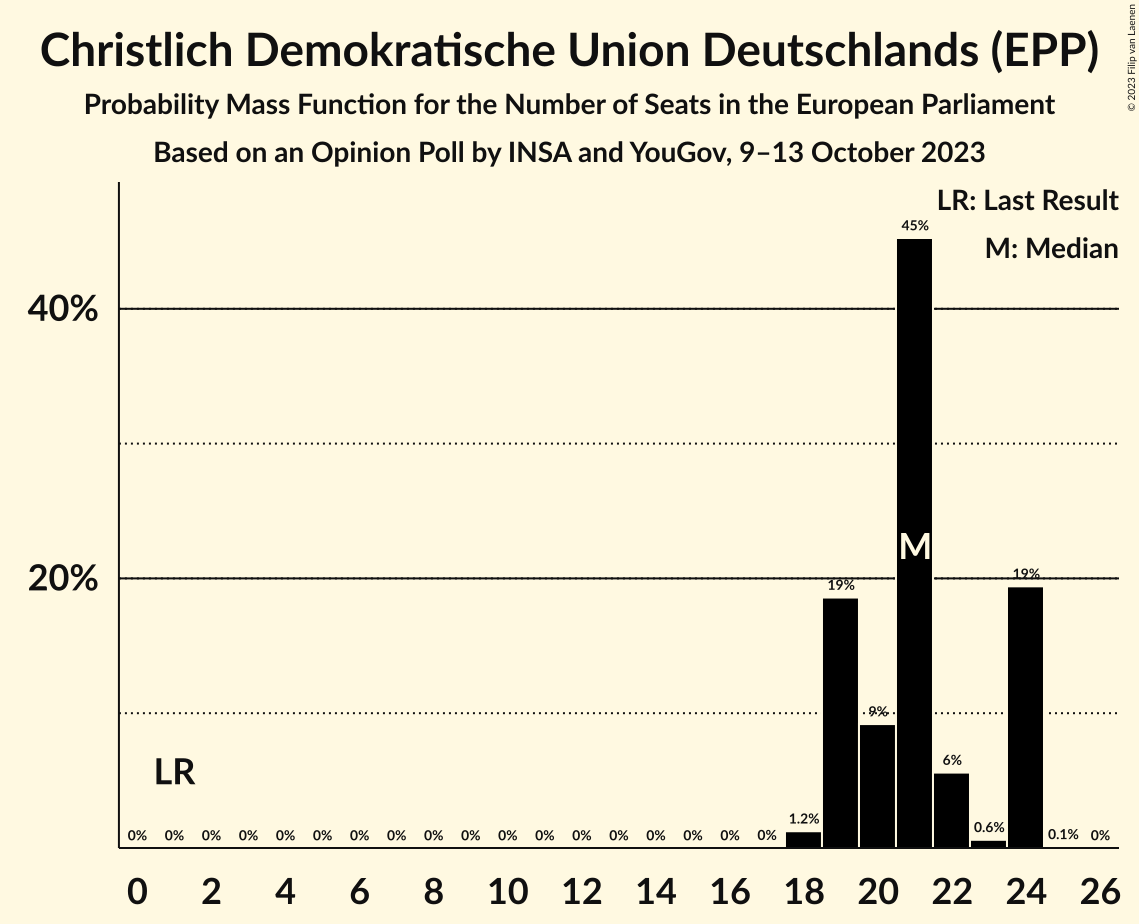 Christlich Demokratische Union Deutschlands (EPP)
Probability Mass Function for the Number of Seats in the European Parliament
Based on an Opinion Poll by INSA and YouGov, 9–13 October 2023
© 2023 Filip van Laenen
LR: Last Result
M: Median
45%
40%
M
20%
19%
19%
9%
6%
LR
1.2%
0.6%
0% 0% 0% 0% 0% 0% 0% 0% 0% 0% 0% 0% 0% 0% 0% 0% 0% 0% 0.1% 0%
0 2 4 6 8 10 12 14 16 18 20 22 24 26